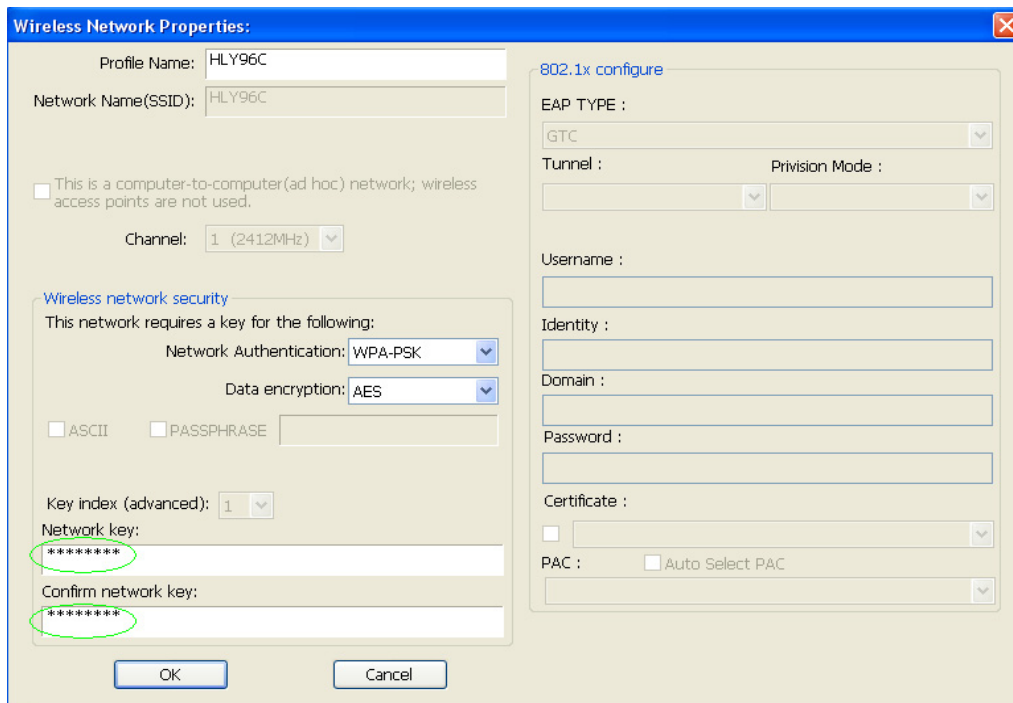 Wireless Network Properties:
Profile Name: HLY96C
Network Name(SSID): HLY96C
This is a computer-to-computer(ad hoc) network; wireless
access points are not used.
Channel: 1 (2412MHz)
Wireless network security
This network requires a key for the following:
Network Authentication: WPA-PSK
Data encryption: AES
ASCII PASSPHRASE
Key index (advanced): 1
Network key:
********
Confirm network key:
********
OK Cancel
802.1x configure
EAP TYPE :
GTC
Tunnel : Privision Mode :
Username :
Identity :
Domain :
Password :
Certificate :
PAC : Auto Select PAC